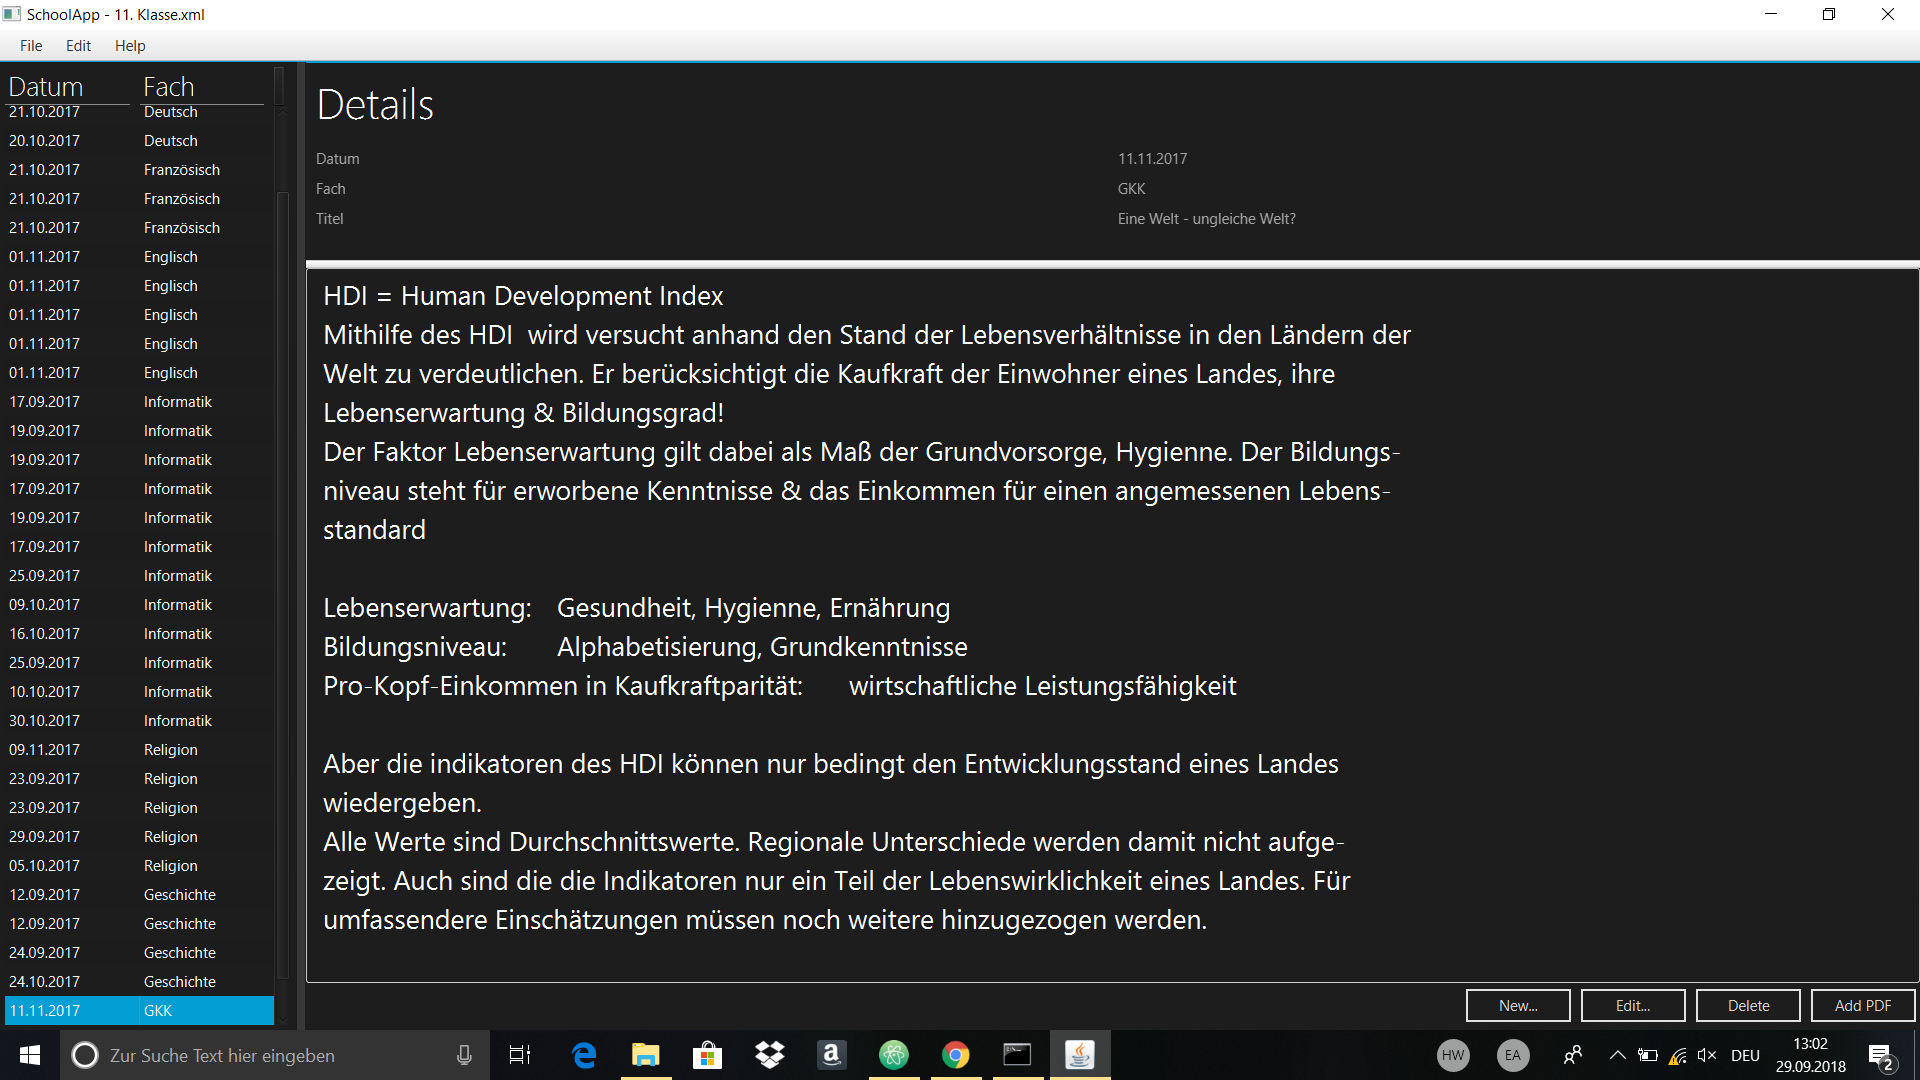 SchoolApp - 11. Klasse.xml
File Edit Help
Datum Fach
21.10.2017 Deutsch
20.10.2017 Deutsch
21.10.2017 Französisch
21.10.2017 Französisch
21.10.2017 Französisch
01.11.2017 Englisch
01.11.2017 Englisch
01.11.2017 Englisch
01.11.2017 Englisch
01.11.2017 Englisch
17.09.2017 Informatik
19.09.2017 Informatik
19.09.2017 Informatik
17.09.2017 Informatik
19.09.2017 Informatik
17.09.2017 Informatik
25.09.2017 Informatik
09.10.2017 Informatik
16.10.2017 Informatik
25.09.2017 Informatik
10.10.2017 Informatik
30.10.2017 Informatik
09.11.2017 Religion
23.09.2017 Religion
23.09.2017 Religion
29.09.2017 Religion
05.10.2017 Religion
12.09.2017 Geschichte
12.09.2017 Geschichte
24.09.2017 Geschichte
24.10.2017 Geschichte
11.11.2017 GKK
Details
Datum 11.11.2017
Fach GKK
Titel Eine Welt - ungleiche Welt?
HDI = Human Development Index
Mithilfe des HDI  wird versucht anhand den Stand der Lebensverhältnisse in den Ländern der
Welt zu verdeutlichen. Er berücksichtigt die Kaufkraft der Einwohner eines Landes, ihre
Lebenserwartung & Bildungsgrad!
Der Faktor Lebenserwartung gilt dabei als Maß der Grundvorsorge, Hygienne. Der Bildungs-
niveau steht für erworbene Kenntnisse & das Einkommen für einen angemessenen Lebens-
standard
Lebenserwartung: Gesundheit, Hygienne, Ernährung
Bildungsniveau: Alphabetisierung, Grundkenntnisse
Pro-Kopf-Einkommen in Kaufkraftparität: wirtschaftliche Leistungsfähigkeit
Aber die indikatoren des HDI können nur bedingt den Entwicklungsstand eines Landes
wiedergeben.
Alle Werte sind Durchschnittswerte. Regionale Unterschiede werden damit nicht aufge-
zeigt. Auch sind die die Indikatoren nur ein Teil der Lebenswirklichkeit eines Landes. Für
umfassendere Einschätzungen müssen noch weitere hinzugezogen werden.
New... Edit... Delete Add PDF
Zur Suche Text hier eingeben
HW EA DEU 13:02
29.09.2018 2